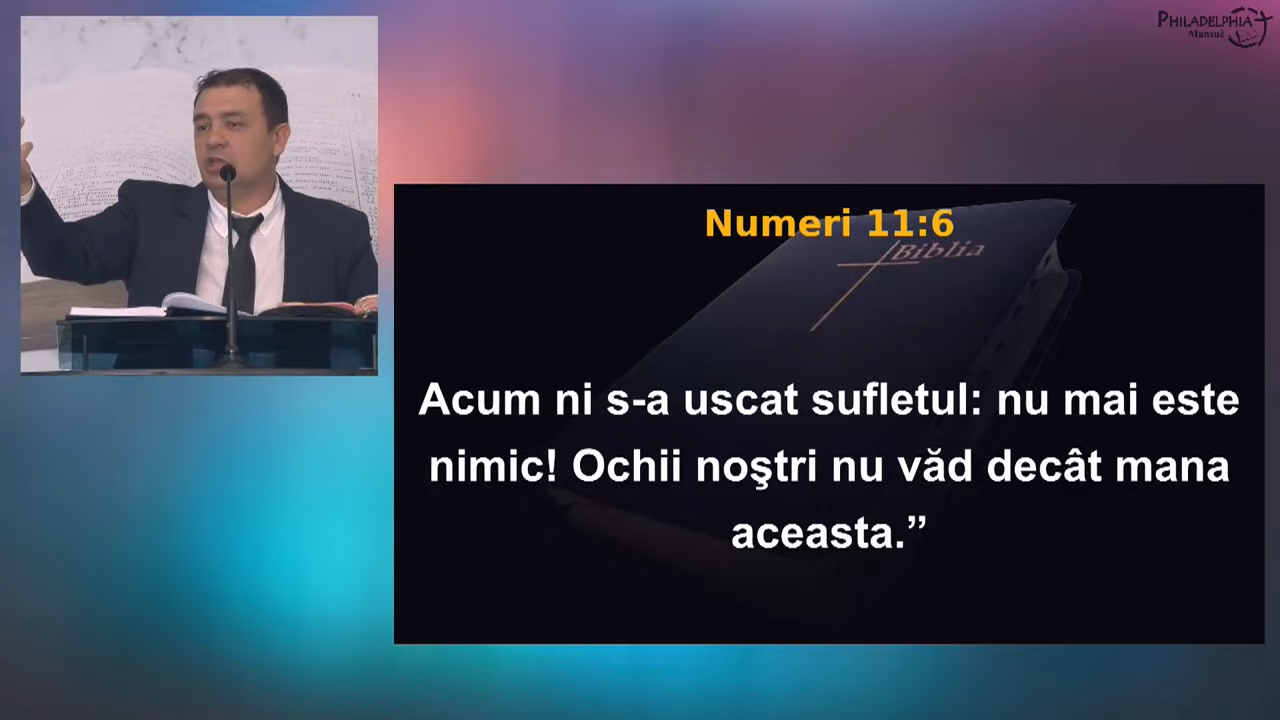 PHILADELPHIA
Mansuè
Numeri 11:6
Biblia
Acum ni s-a uscat sufletul: nu mai este
nimic! Ochii noştri nu văd decât mana
aceasta.”